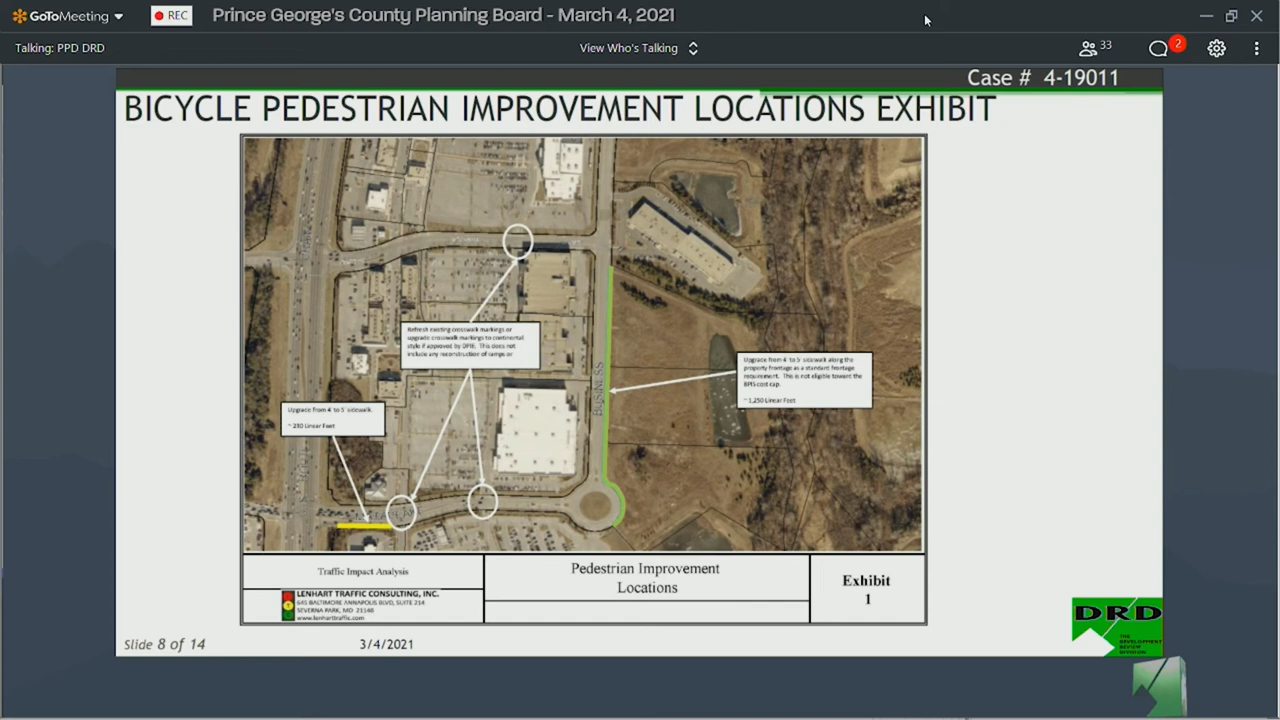 GoToMeeting
REC
Prince George's County Planning Board - March 4, 2021
Talking: PPD DRD
View Who's Talking
33
2
Case # 4-19011
BICYCLE PEDESTRIAN IMPROVEMENT LOCATIONS EXHIBIT
Refresh existing crosswalk markings or
upgrade crosswalk markings to continental
style if approved by DPIE. This does not
include any reconstruction of ramps or
Upgrade from 4' to 5' sidewalk along the
property frontage as a standard frontage
requirement. This is not eligible toward the
BPIS cost cap.
~ 1,250 Linear Feet
BUSINESS
Upgrade from 4' to 5' sidewalk.
~ 230 Linear Feet
Traffic Impact Analysis
LENHART TRAFFIC CONSULTING, INC.
645 BALTIMORE ANNAPOLIS BLVD, SUITE 214
SEVERNA PARK, MD 21146
www.lenharttraffic.com
Pedestrian Improvement
Locations
Exhibit
1
DRD
THE
DEVELOPMENT
REVIEW
DIVISION
Slide 8 of 14
3/4/2021